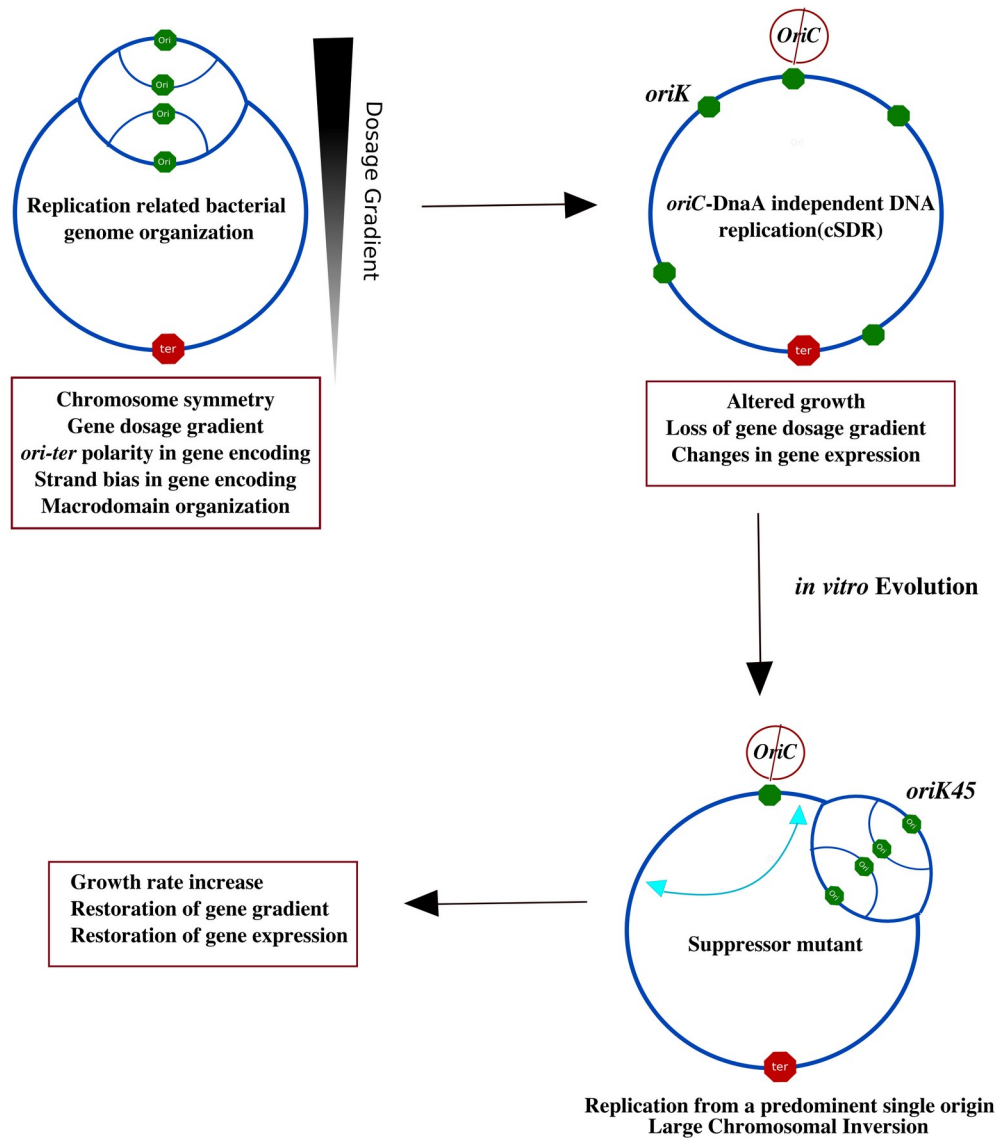 Ori
Ori
Ori
Ori
Replication related bacterial
genome organization
ter
Dosage Gradient
Chromosome symmetry
Gene dosage gradient
ori-ter polarity in gene encoding
Strand bias in gene encoding
Macrodomain organization
OriC
oriK
Ori
oriC-DnaA independent DNA
replication(cSDR)
ter
Altered growth
Loss of gene dosage gradient
Changes in gene expression
in vitro Evolution
OriC
oriK45
Ori
Ori
Ori
Ori
Suppressor mutant
ter
Replication from a predominent single origin
Large Chromosomal Inversion
Growth rate increase
Restoration of gene gradient
Restoration of gene expression